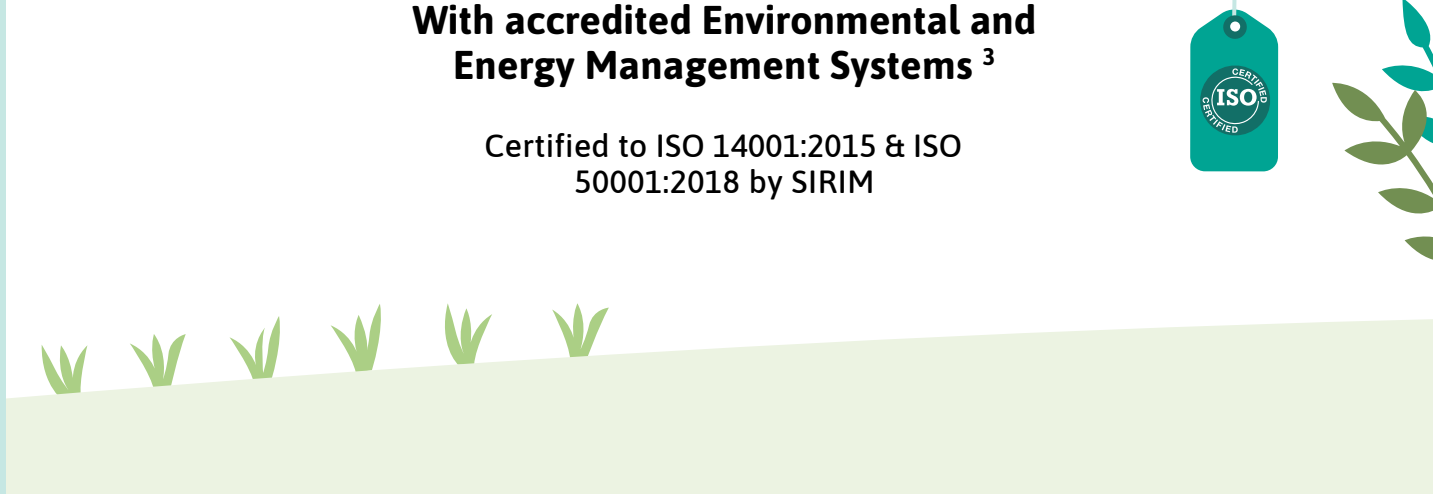 With accredited Environmental and
Energy Management Systems ³
Certified to ISO 14001:2015 & ISO
50001:2018 by SIRIM
CERTIFIED
ISO
CERTIFIED